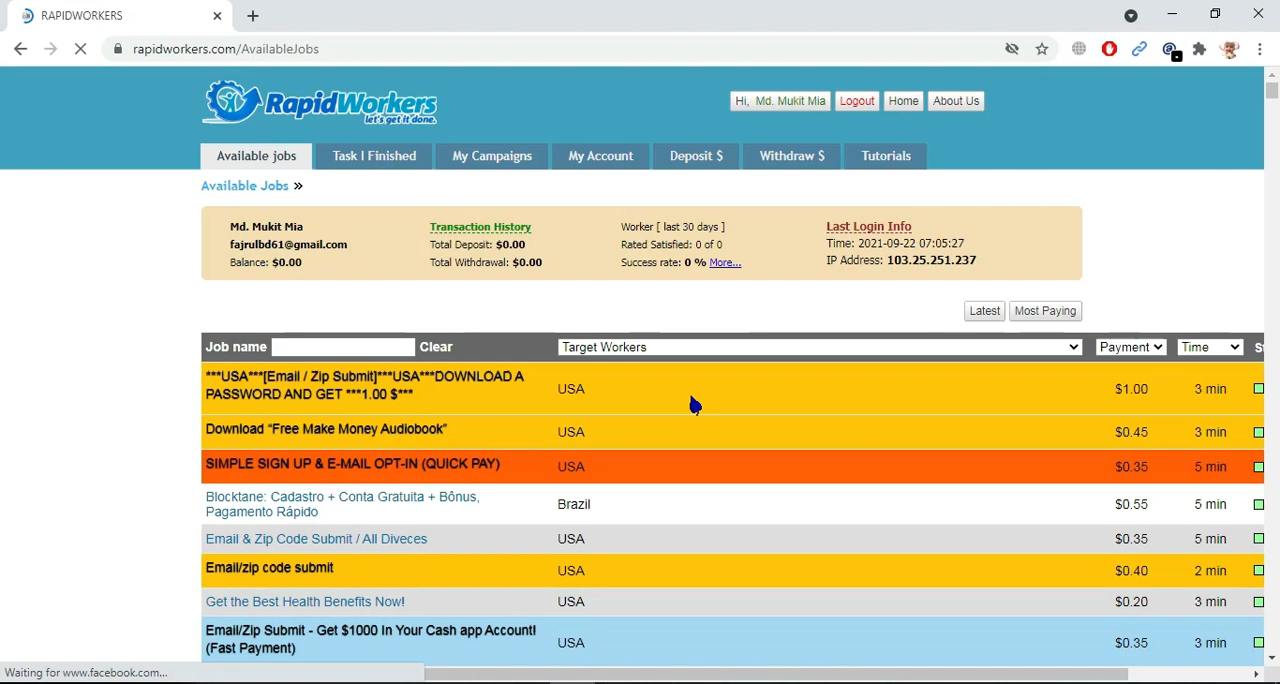 RAPIDWORKERS
rapidworkers.com/AvailableJobs
RapidWorkers
let's get it done.
Hi, Md. Mukit Mia Logout Home About Us
Available jobs Task I Finished My Campaigns My Account Deposit $ Withdraw $ Tutorials
Available Jobs »
Md. Mukit Mia Transaction History Worker [ last 30 days ] Last Login Info
fajrulbd61@gmail.com Total Deposit: $0.00 Rated Satisfied: 0 of 0 Time: 2021-09-22 07:05:27
Balance: $0.00 Total Withdrawal: $0.00 Success rate: 0 % More... IP Address: 103.25.251.237
Latest Most Paying
Job name Clear Target Workers Payment Time
***USA***[Email / Zip Submit]***USA***DOWNLOAD A
PASSWORD AND GET ***1.00 $*** USA $1.00 3 min
Download “Free Make Money Audiobook” USA $0.45 3 min
SIMPLE SIGN UP & E-MAIL OPT-IN (QUICK PAY) USA $0.35 5 min
Blocktane: Cadastro + Conta Gratuita + Bônus,
Pagamento Rápido Brazil $0.55 5 min
Email & Zip Code Submit / All Diveces USA $0.35 5 min
Email/zip code submit USA $0.40 2 min
Get the Best Health Benefits Now! USA $0.20 3 min
Email/Zip Submit - Get $1000 In Your Cash app Account!
(Fast Payment) USA $0.35 3 min
Waiting for www.facebook.com...